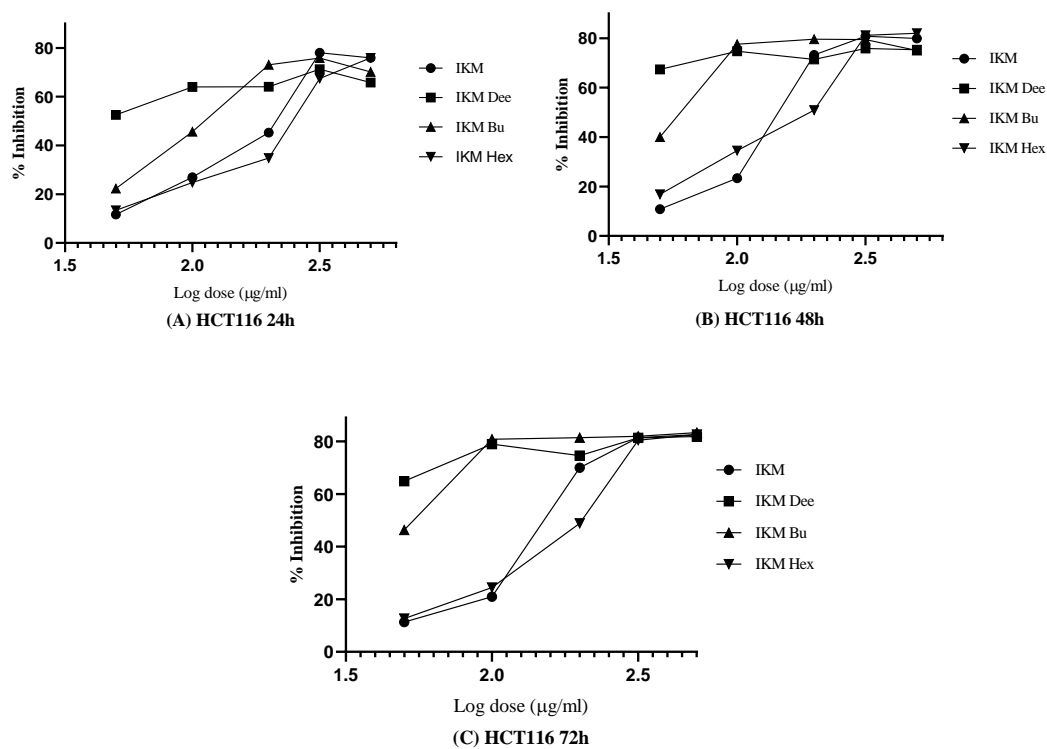 80
60
40
20
0
% Inhibition
1.5 2.0 2.5
Log dose (μg/ml)
(A) HCT116 24h
IKM
IKM Dee
IKM Bu
IKM Hex
80
60
40
20
0
% Inhibition
1.5 2.0 2.5
Log dose (μg/ml)
(B) HCT116 48h
IKM
IKM Dee
IKM Bu
IKM Hex
80
60
40
20
0
% Inhibition
1.5 2.0 2.5
Log dose (μg/ml)
(C) HCT116 72h
IKM
IKM Dee
IKM Bu
IKM Hex